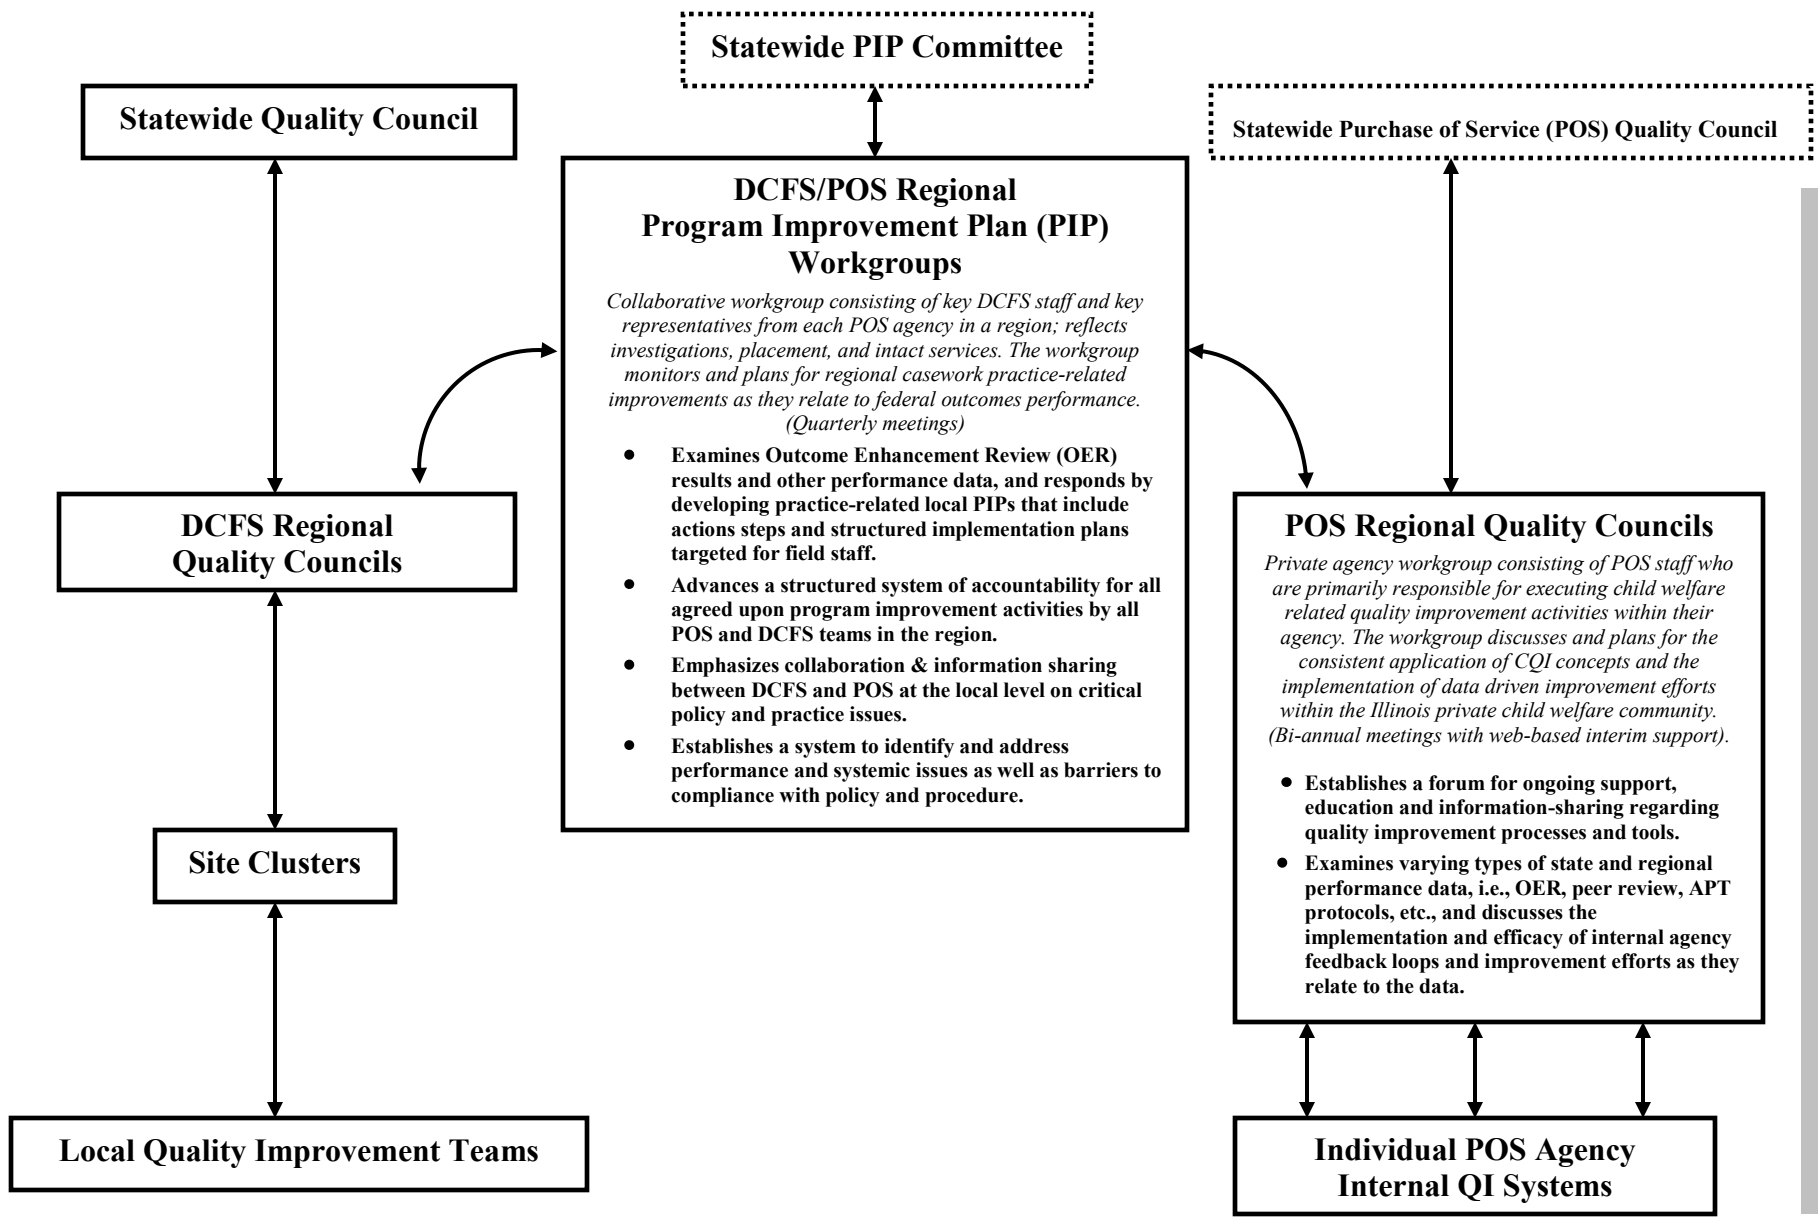 Statewide PIP Committee
Statewide Quality Council
Statewide Purchase of Service (POS) Quality Council
DCFS/POS Regional
Program Improvement Plan (PIP)
Workgroups
Collaborative workgroup consisting of key DCFS staff and key
representatives from each POS agency in a region; reflects
investigations, placement, and intact services. The workgroup
monitors and plans for regional casework practice-related
improvements as they relate to federal outcomes performance.
(Quarterly meetings)
• Examines Outcome Enhancement Review (OER)
results and other performance data, and responds by
developing practice-related local PIPs that include
actions steps and structured implementation plans
targeted for field staff.
• Advances a structured system of accountability for all
agreed upon program improvement activities by all
POS and DCFS teams in the region.
• Emphasizes collaboration & information sharing
between DCFS and POS at the local level on critical
policy and practice issues.
• Establishes a system to identify and address
performance and systemic issues as well as barriers to
compliance with policy and procedure.
DCFS Regional
Quality Councils
POS Regional Quality Councils
Private agency workgroup consisting of POS staff who
are primarily responsible for executing child welfare
related quality improvement activities within their
agency. The workgroup discusses and plans for the
consistent application of CQI concepts and the
implementation of data driven improvement efforts
within the Illinois private child welfare community.
(Bi-annual meetings with web-based interim support).
• Establishes a forum for ongoing support,
education and information-sharing regarding
quality improvement processes and tools.
• Examines varying types of state and regional
performance data, i.e., OER, peer review, APT
protocols, etc., and discusses the
implementation and efficacy of internal agency
feedback loops and improvement efforts as they
relate to the data.
Site Clusters
Local Quality Improvement Teams
Individual POS Agency
Internal QI Systems